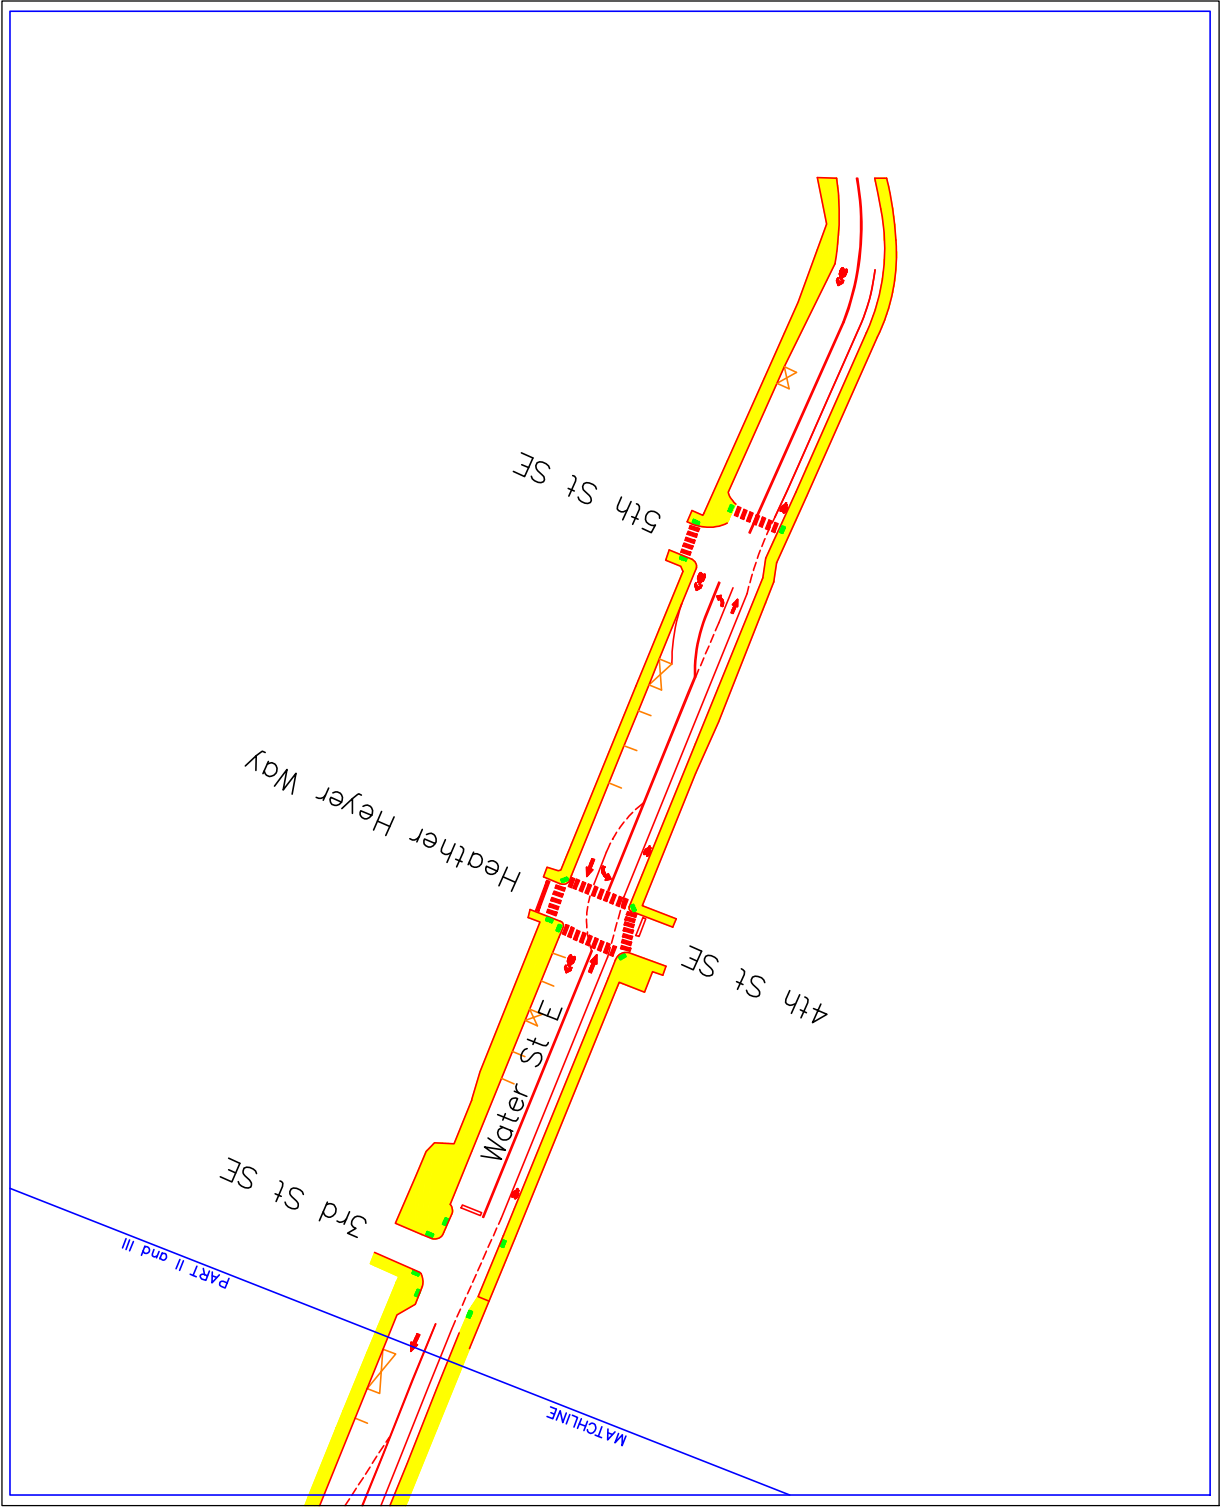 5th St SE
Heather Heyer Way
4th St SE
Water St E
3rd St SE
PART II and III
MATCHLINE